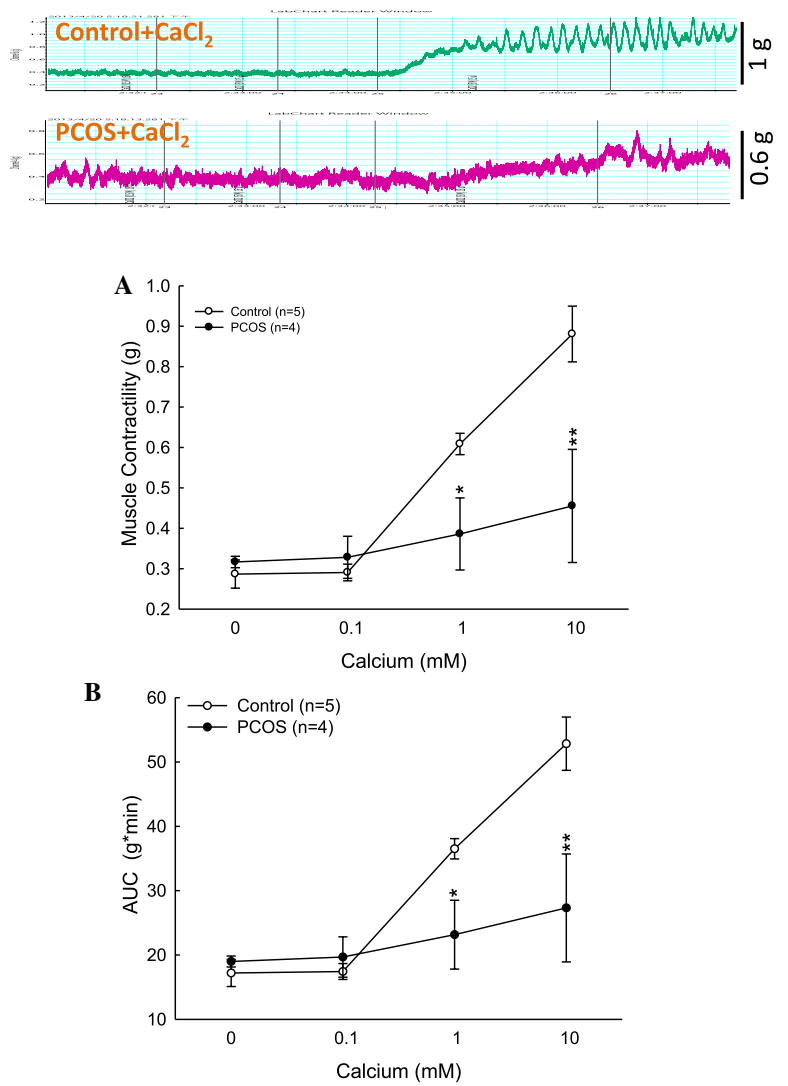 LabChart Reader Window
Control+CaCl2
1 g
LabChart Reader Window
PCOS+CaCl2
0.6 g
A
1.0
0.9
0.8
0.7
0.6
0.5
0.4
0.3
0.2
Muscle Contractility (g)
Control (n=5)
PCOS (n=4)
*
**
0 0.1 1 10
Calcium (mM)
B
60
50
40
30
20
10
AUC (g*min)
Control (n=5)
PCOS (n=4)
*
**
0 0.1 1 10
Calcium (mM)